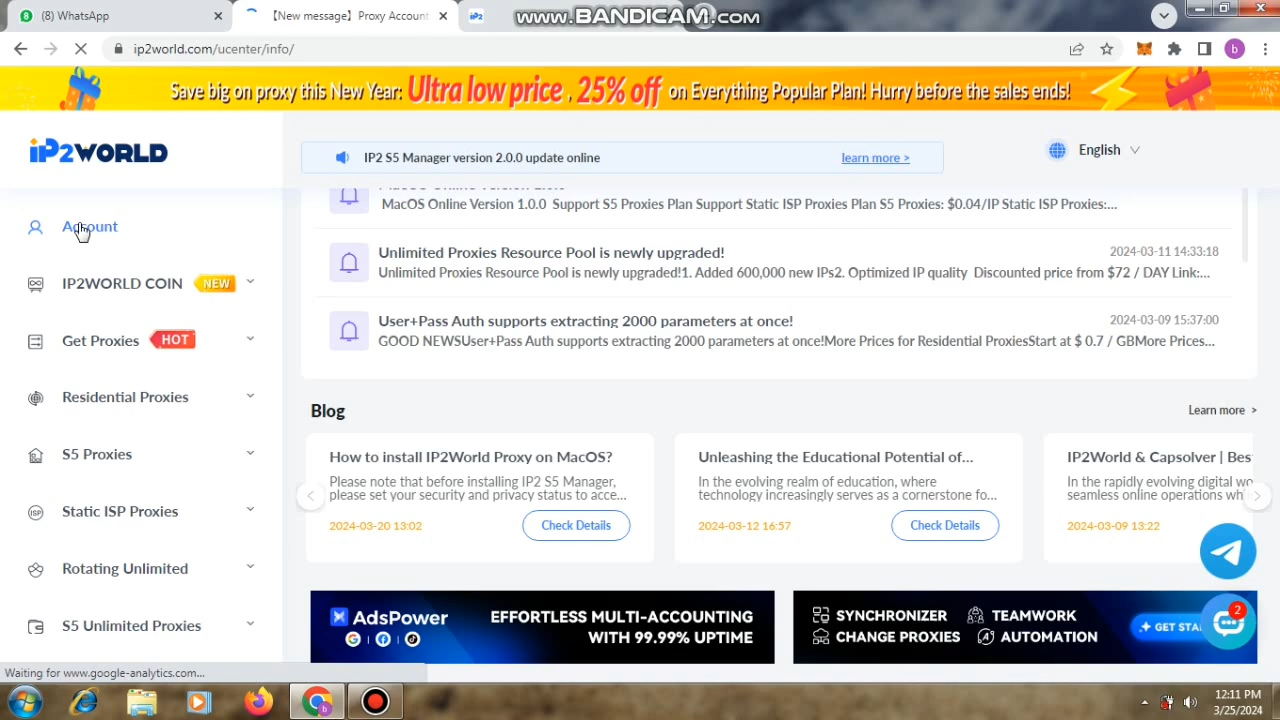 (8) WhatsApp
【New message】Proxy Account
iP2
www.BANDICAM.com
ip2world.com/ucenter/info/
b
Save big on proxy this New Year: Ultra low price , 25% off on Everything Popular Plan! Hurry before the sales ends!
iP2WORLD
IP2 S5 Manager version 2.0.0 update online
learn more >
English
Account
IP2WORLD COIN NEW
Get Proxies HOT
Residential Proxies
S5 Proxies
Static ISP Proxies
Rotating Unlimited
S5 Unlimited Proxies
MacOS Online Version 1.0.0 Support S5 Proxies Plan Support Static ISP Proxies Plan S5 Proxies: $0.04/IP Static ISP Proxies:...
Unlimited Proxies Resource Pool is newly upgraded!
2024-03-11 14:33:18
Unlimited Proxies Resource Pool is newly upgraded!1. Added 600,000 new IPs2. Optimized IP quality Discounted price from $72 / DAY Link:...
User+Pass Auth supports extracting 2000 parameters at once!
2024-03-09 15:37:00
GOOD NEWSUser+Pass Auth supports extracting 2000 parameters at once!More Prices for Residential ProxiesStart at $ 0.7 / GBMore Prices...
Blog
Learn more >
How to install IP2World Proxy on MacOS?
Please note that before installing IP2 S5 Manager,
please set your security and privacy status to acce...
2024-03-20 13:02
Check Details
Unleashing the Educational Potential of...
In the evolving realm of education, where
technology increasingly serves as a cornerstone fo...
2024-03-12 16:57
Check Details
IP2World & Capsolver | Bes
In the rapidly evolving digital wo
seamless online operations wh
2024-03-09 13:22
AdsPower
EFFORTLESS MULTI-ACCOUNTING
WITH 99.99% UPTIME
SYNCHRONIZER
TEAMWORK
CHANGE PROXIES
AUTOMATION
GET STA
2
Waiting for www.google-analytics.com...
12:11 PM
3/25/2024